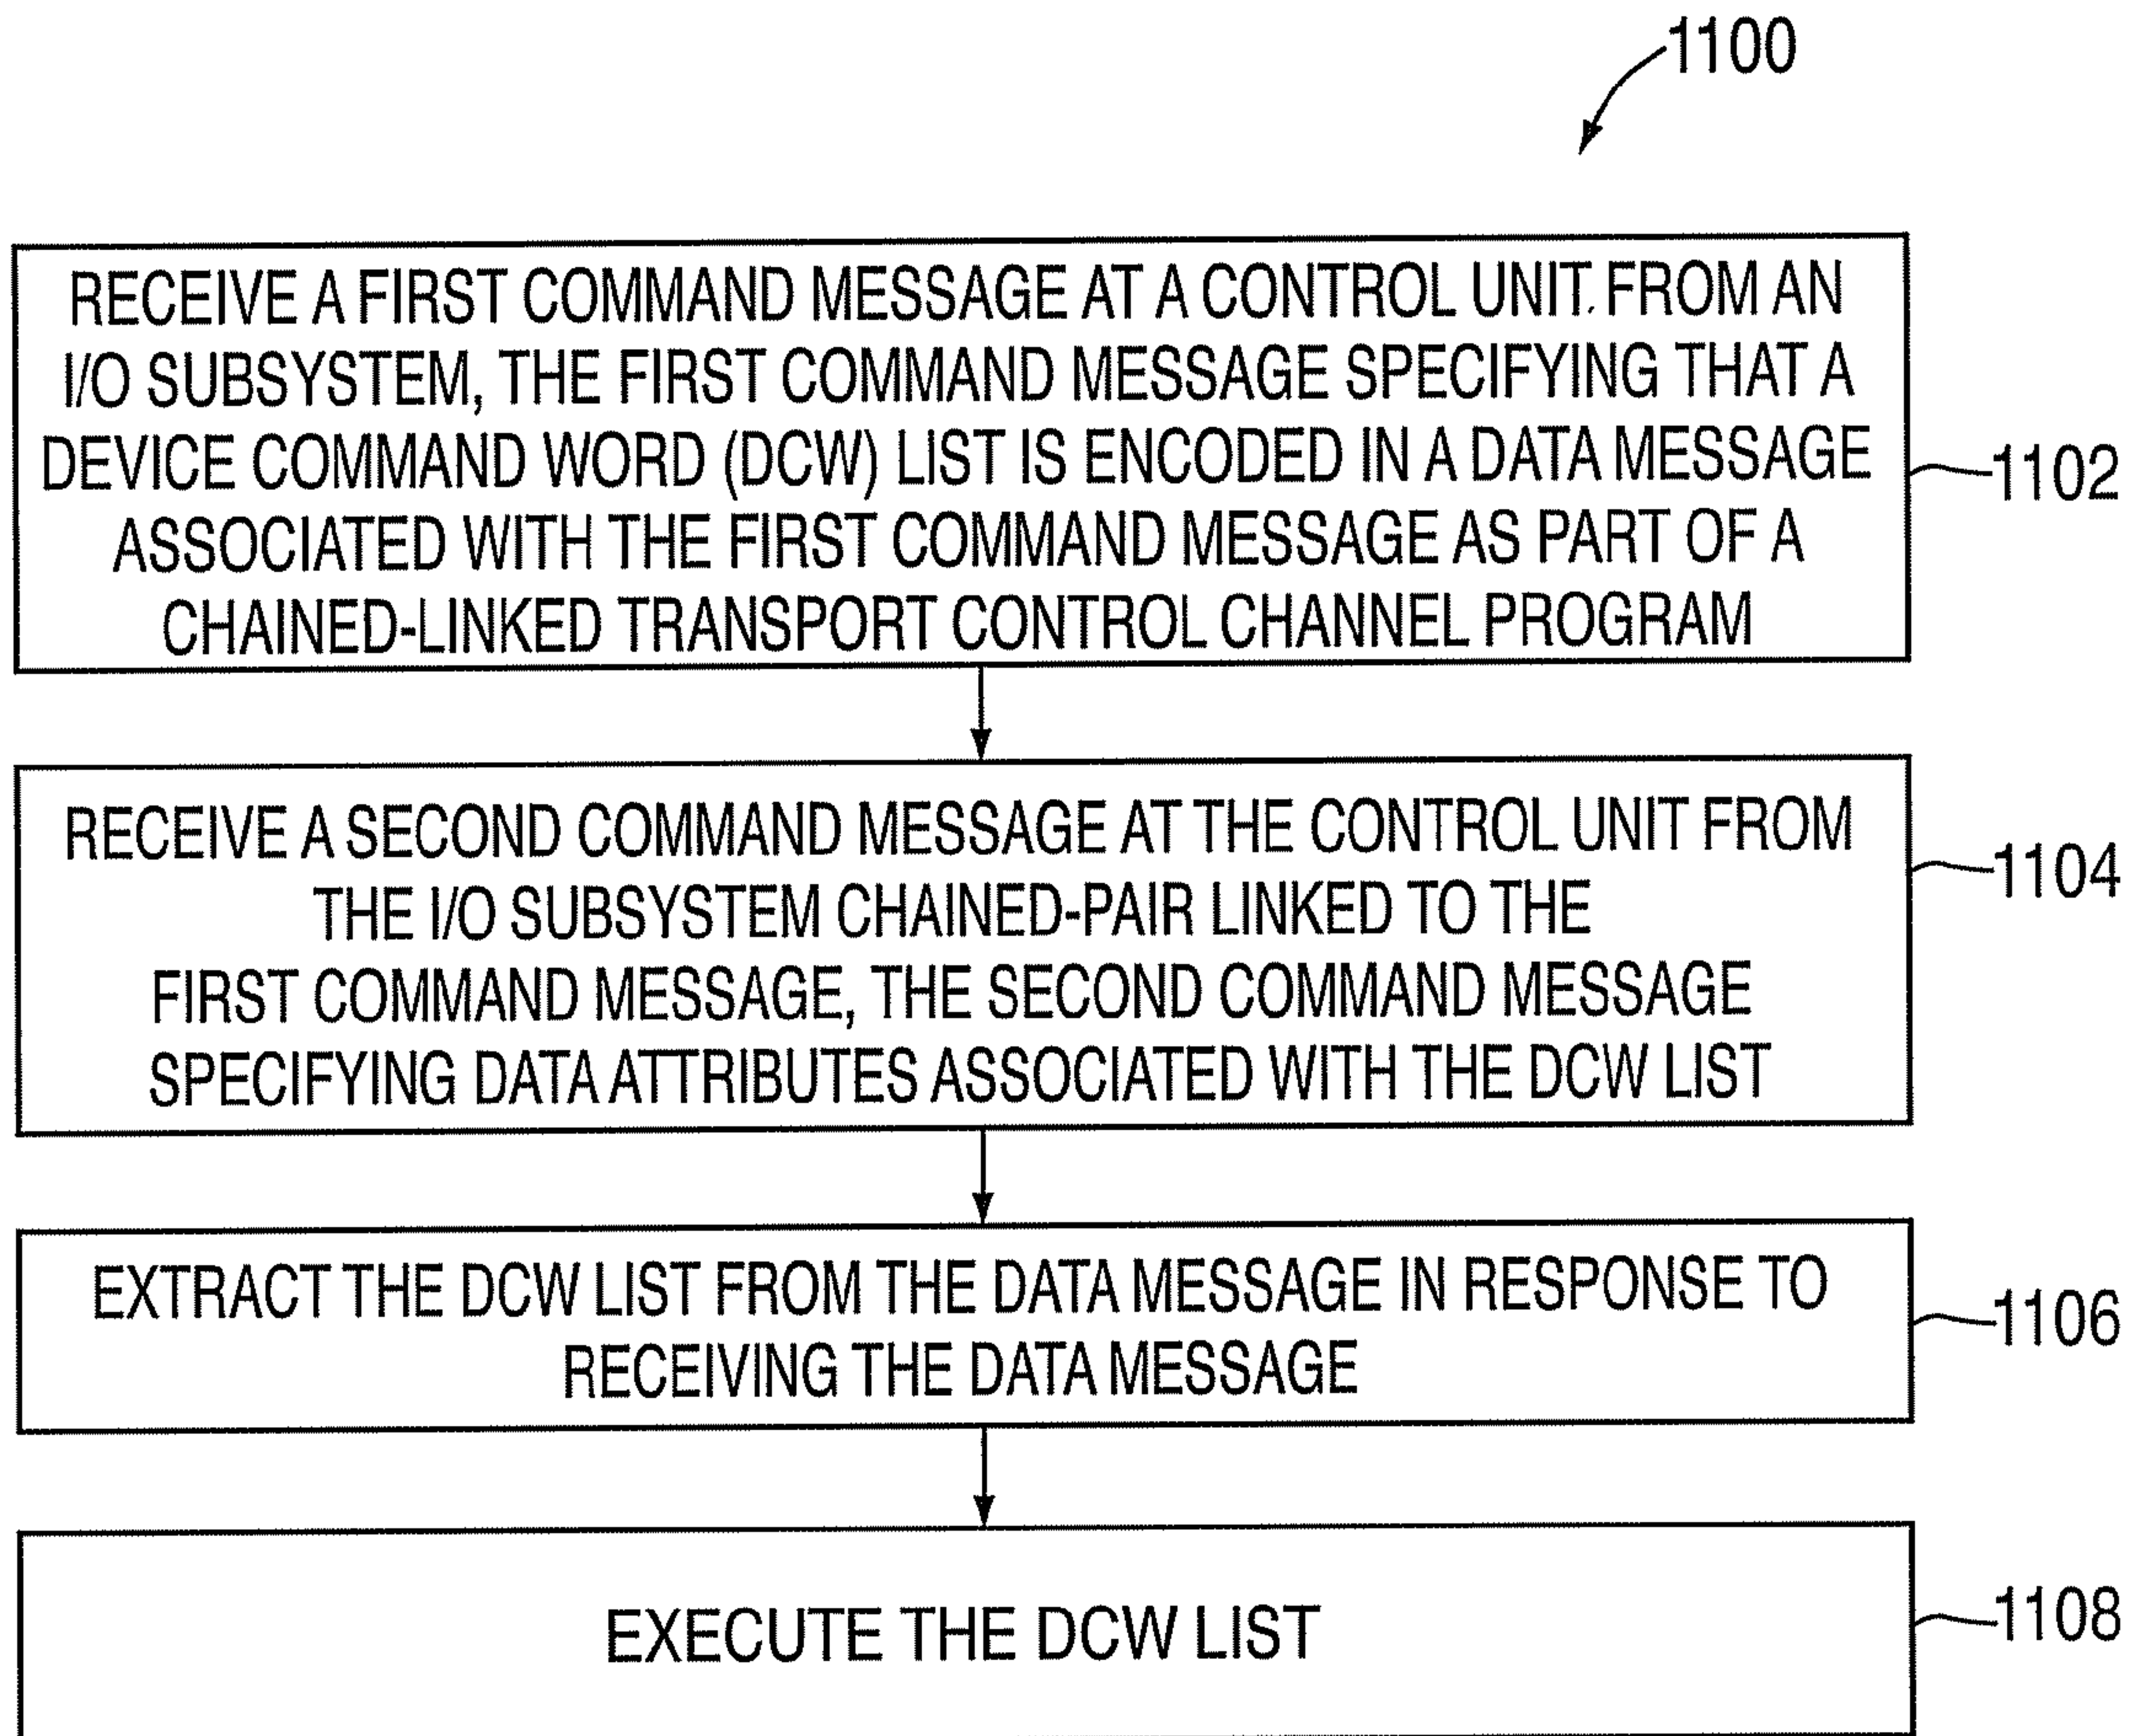 1100
RECEIVE A FIRST COMMAND MESSAGE AT A CONTROL UNIT FROM AN
I/O SUBSYSTEM, THE FIRST COMMAND MESSAGE SPECIFYING THAT A
DEVICE COMMAND WORD (DCW) LIST IS ENCODED IN A DATA MESSAGE
ASSOCIATED WITH THE FIRST COMMAND MESSAGE AS PART OF A
CHAINED-LINKED TRANSPORT CONTROL CHANNEL PROGRAM
1102
RECEIVE A SECOND COMMAND MESSAGE AT THE CONTROL UNIT FROM
THE I/O SUBSYSTEM CHAINED-PAIR LINKED TO THE
FIRST COMMAND MESSAGE, THE SECOND COMMAND MESSAGE
SPECIFYING DATA ATTRIBUTES ASSOCIATED WITH THE DCW LIST
1104
EXTRACT THE DCW LIST FROM THE DATA MESSAGE IN RESPONSE TO
RECEIVING THE DATA MESSAGE
1106
EXECUTE THE DCW LIST
1108